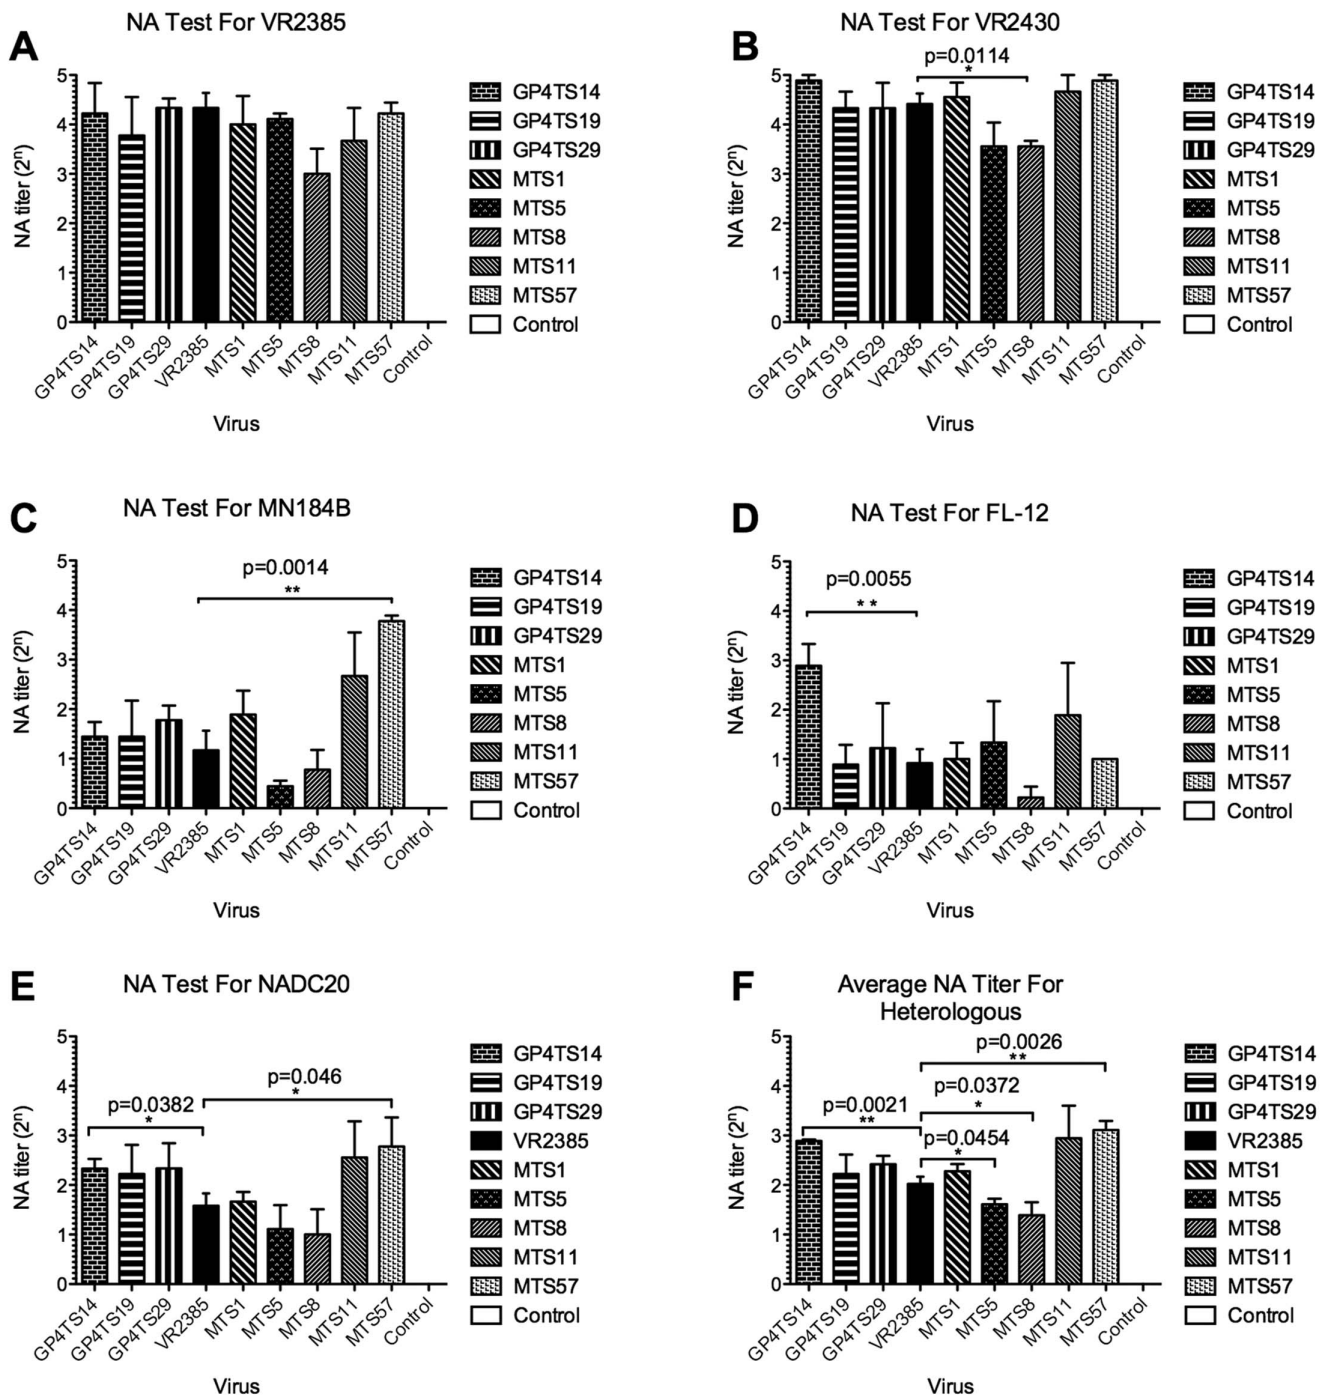 A
NA Test For VR2385
NA titer (2ⁿ)
5
4
3
2
1
0
GP4TS14
GP4TS19
GP4TS29
VR2385
MTS1
MTS5
MTS8
MTS11
MTS57
Control
Virus
GP4TS14
GP4TS19
GP4TS29
MTS1
MTS5
MTS8
MTS11
MTS57
Control
B
NA Test For VR2430
p=0.0114
*
NA titer (2ⁿ)
5
4
3
2
1
0
GP4TS14
GP4TS19
GP4TS29
VR2385
MTS1
MTS5
MTS8
MTS11
MTS57
Control
Virus
GP4TS14
GP4TS19
GP4TS29
MTS1
MTS5
MTS8
MTS11
MTS57
Control
C
NA Test For MN184B
p=0.0014
**
NA titer (2ⁿ)
5
4
3
2
1
0
GP4TS14
GP4TS19
GP4TS29
VR2385
MTS1
MTS5
MTS8
MTS11
MTS57
Control
Virus
GP4TS14
GP4TS19
GP4TS29
MTS1
MTS5
MTS8
MTS11
MTS57
Control
D
NA Test For FL-12
p=0.0055
* *
NA titer (2ⁿ)
5
4
3
2
1
0
GP4TS14
GP4TS19
GP4TS29
VR2385
MTS1
MTS5
MTS8
MTS11
MTS57
Control
Virus
GP4TS14
GP4TS19
GP4TS29
MTS1
MTS5
MTS8
MTS11
MTS57
Control
E
NA Test For NADC20
p=0.046
*
p=0.0382
*
NA titer (2ⁿ)
5
4
3
2
1
0
GP4TS14
GP4TS19
GP4TS29
VR2385
MTS1
MTS5
MTS8
MTS11
MTS57
Control
Virus
GP4TS14
GP4TS19
GP4TS29
VR2385
MTS1
MTS5
MTS8
MTS11
MTS57
Control
F
Average NA Titer For
Heterologous
p=0.0026
**
p=0.0372
*
p=0.0021
**
p=0.0454
*
NA titer (2ⁿ)
5
4
3
2
1
0
GP4TS14
GP4TS19
GP4TS29
VR2385
MTS1
MTS5
MTS8
MTS11
MTS57
Control
Virus
GP4TS14
GP4TS19
GP4TS29
VR2385
MTS1
MTS5
MTS8
MTS11
MTS57
Control